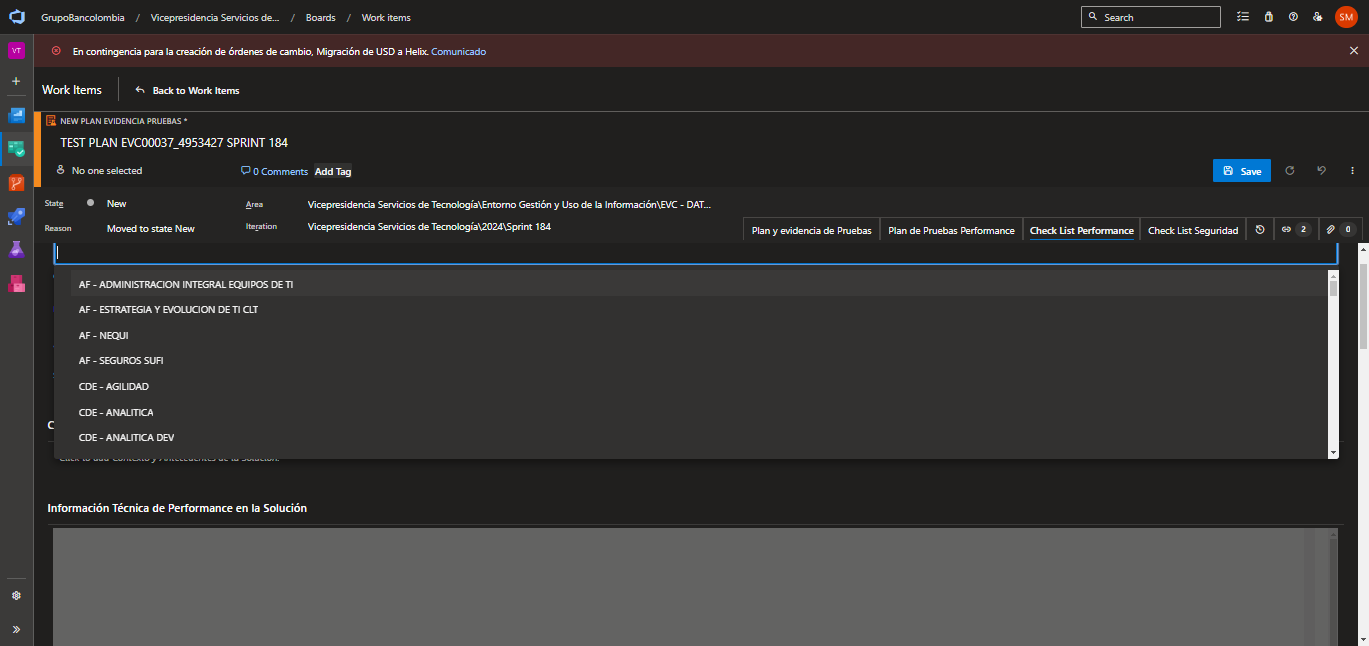 GrupoBancolombia / Vicepresidencia Servicios de... / Boards / Work items
Search
SM
VT
En contingencia para la creación de órdenes de cambio, Migración de USD a Helix. Comunicado
Work Items
Back to Work Items
NEW PLAN EVIDENCIA PRUEBAS *
TEST PLAN EVC00037_4953427 SPRINT 184
No one selected
0 Comments
Add Tag
Save
State
New
Area
Vicepresidencia Servicios de Tecnología\Entorno Gestión y Uso de la Información\EVC - DAT...
Reason
Moved to state New
Iteration
Vicepresidencia Servicios de Tecnología\2024\Sprint 184
Plan y evidencia de Pruebas
Plan de Pruebas Performance
Check List Performance
Check List Seguridad
2
0
AF - ADMINISTRACION INTEGRAL EQUIPOS DE TI
AF - ESTRATEGIA Y EVOLUCION DE TI CLT
AF - NEQUI
AF - SEGUROS SUFI
CDE - AGILIDAD
CDE - ANALITICA
CDE - ANALITICA DEV
C
Click to add Contexto y Antecedentes de la Solución.
Información Técnica de Performance en la Solución